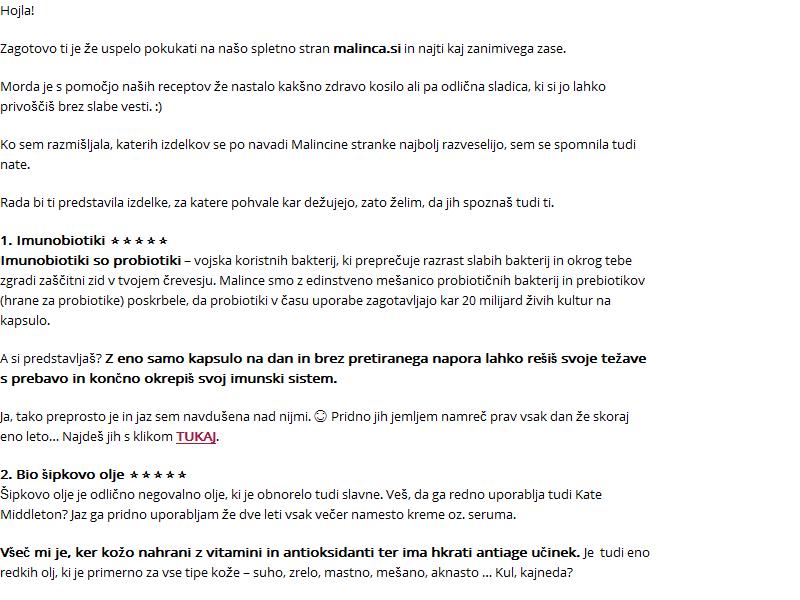 Hojla!
Zagotovo ti je že uspelo pokukati na našo spletno stran malinca.si in najti kaj zanimivega zase.
Morda je s pomočjo naših receptov že nastalo kakšno zdravo kosilo ali pa odlična sladica, ki si jo lahko
privoščiš brez slabe vesti. :)
Ko sem razmišljala, katerih izdelkov se po navadi Malincine stranke najbolj razveselijo, sem se spomnila tudi
nate.
Rada bi ti predstavila izdelke, za katere pohvale kar dežujejo, zato želim, da jih spoznaš tudi ti.
1. Imunobiotiki ★ ★ ★ ★ ★
Imunobiotiki so probiotiki – vojska koristnih bakterij, ki preprečuje razrast slabih bakterij in okrog tebe
zgradi zaščitni zid v tvojem črevesju. Malince smo z edinstveno mešanico probiotičnih bakterij in prebiotikov
(hrane za probiotike) poskrbele, da probiotiki v času uporabe zagotavljajo kar 20 milijard živih kultur na
kapsulo.
A si predstavljaš? Z eno samo kapsulo na dan in brez pretiranega napora lahko rešiš svoje težave
s prebavo in končno okrepiš svoj imunski sistem.
Ja, tako preprosto je in jaz sem navdušena nad njimi. 😊 Pridno jih jemljem namreč prav vsak dan že skoraj
eno leto... Najdeš jih s klikom TUKAJ.
2. Bio šipkovo olje ★ ★ ★ ★ ★
Šipkovo olje je odlično negovalno olje, ki je obnorelo tudi slavne. Veš, da ga redno uporablja tudi Kate
Middleton? Jaz ga pridno uporabljam že dve leti vsak večer namesto kreme oz. seruma.
Všeč mi je, ker kožo nahrani z vitamini in antioksidanti ter ima hkrati antiage učinek. Je  tudi eno
redkih olj, ki je primerno za vse tipe kože – suho, zrelo, mastno, mešano, aknasto ... Kul, kajneda?